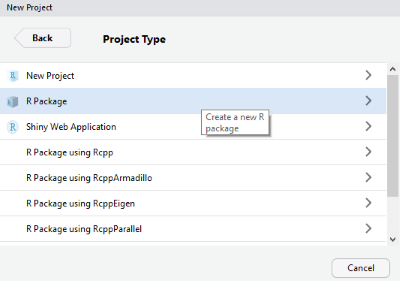 New Project
Back
Project Type
New Project
R Package
Create a new R
package
Shiny Web Application
R Package using Rcpp
R Package using RcppArmadillo
R Package using RcppEigen
R Package using RcppParallel
Cancel